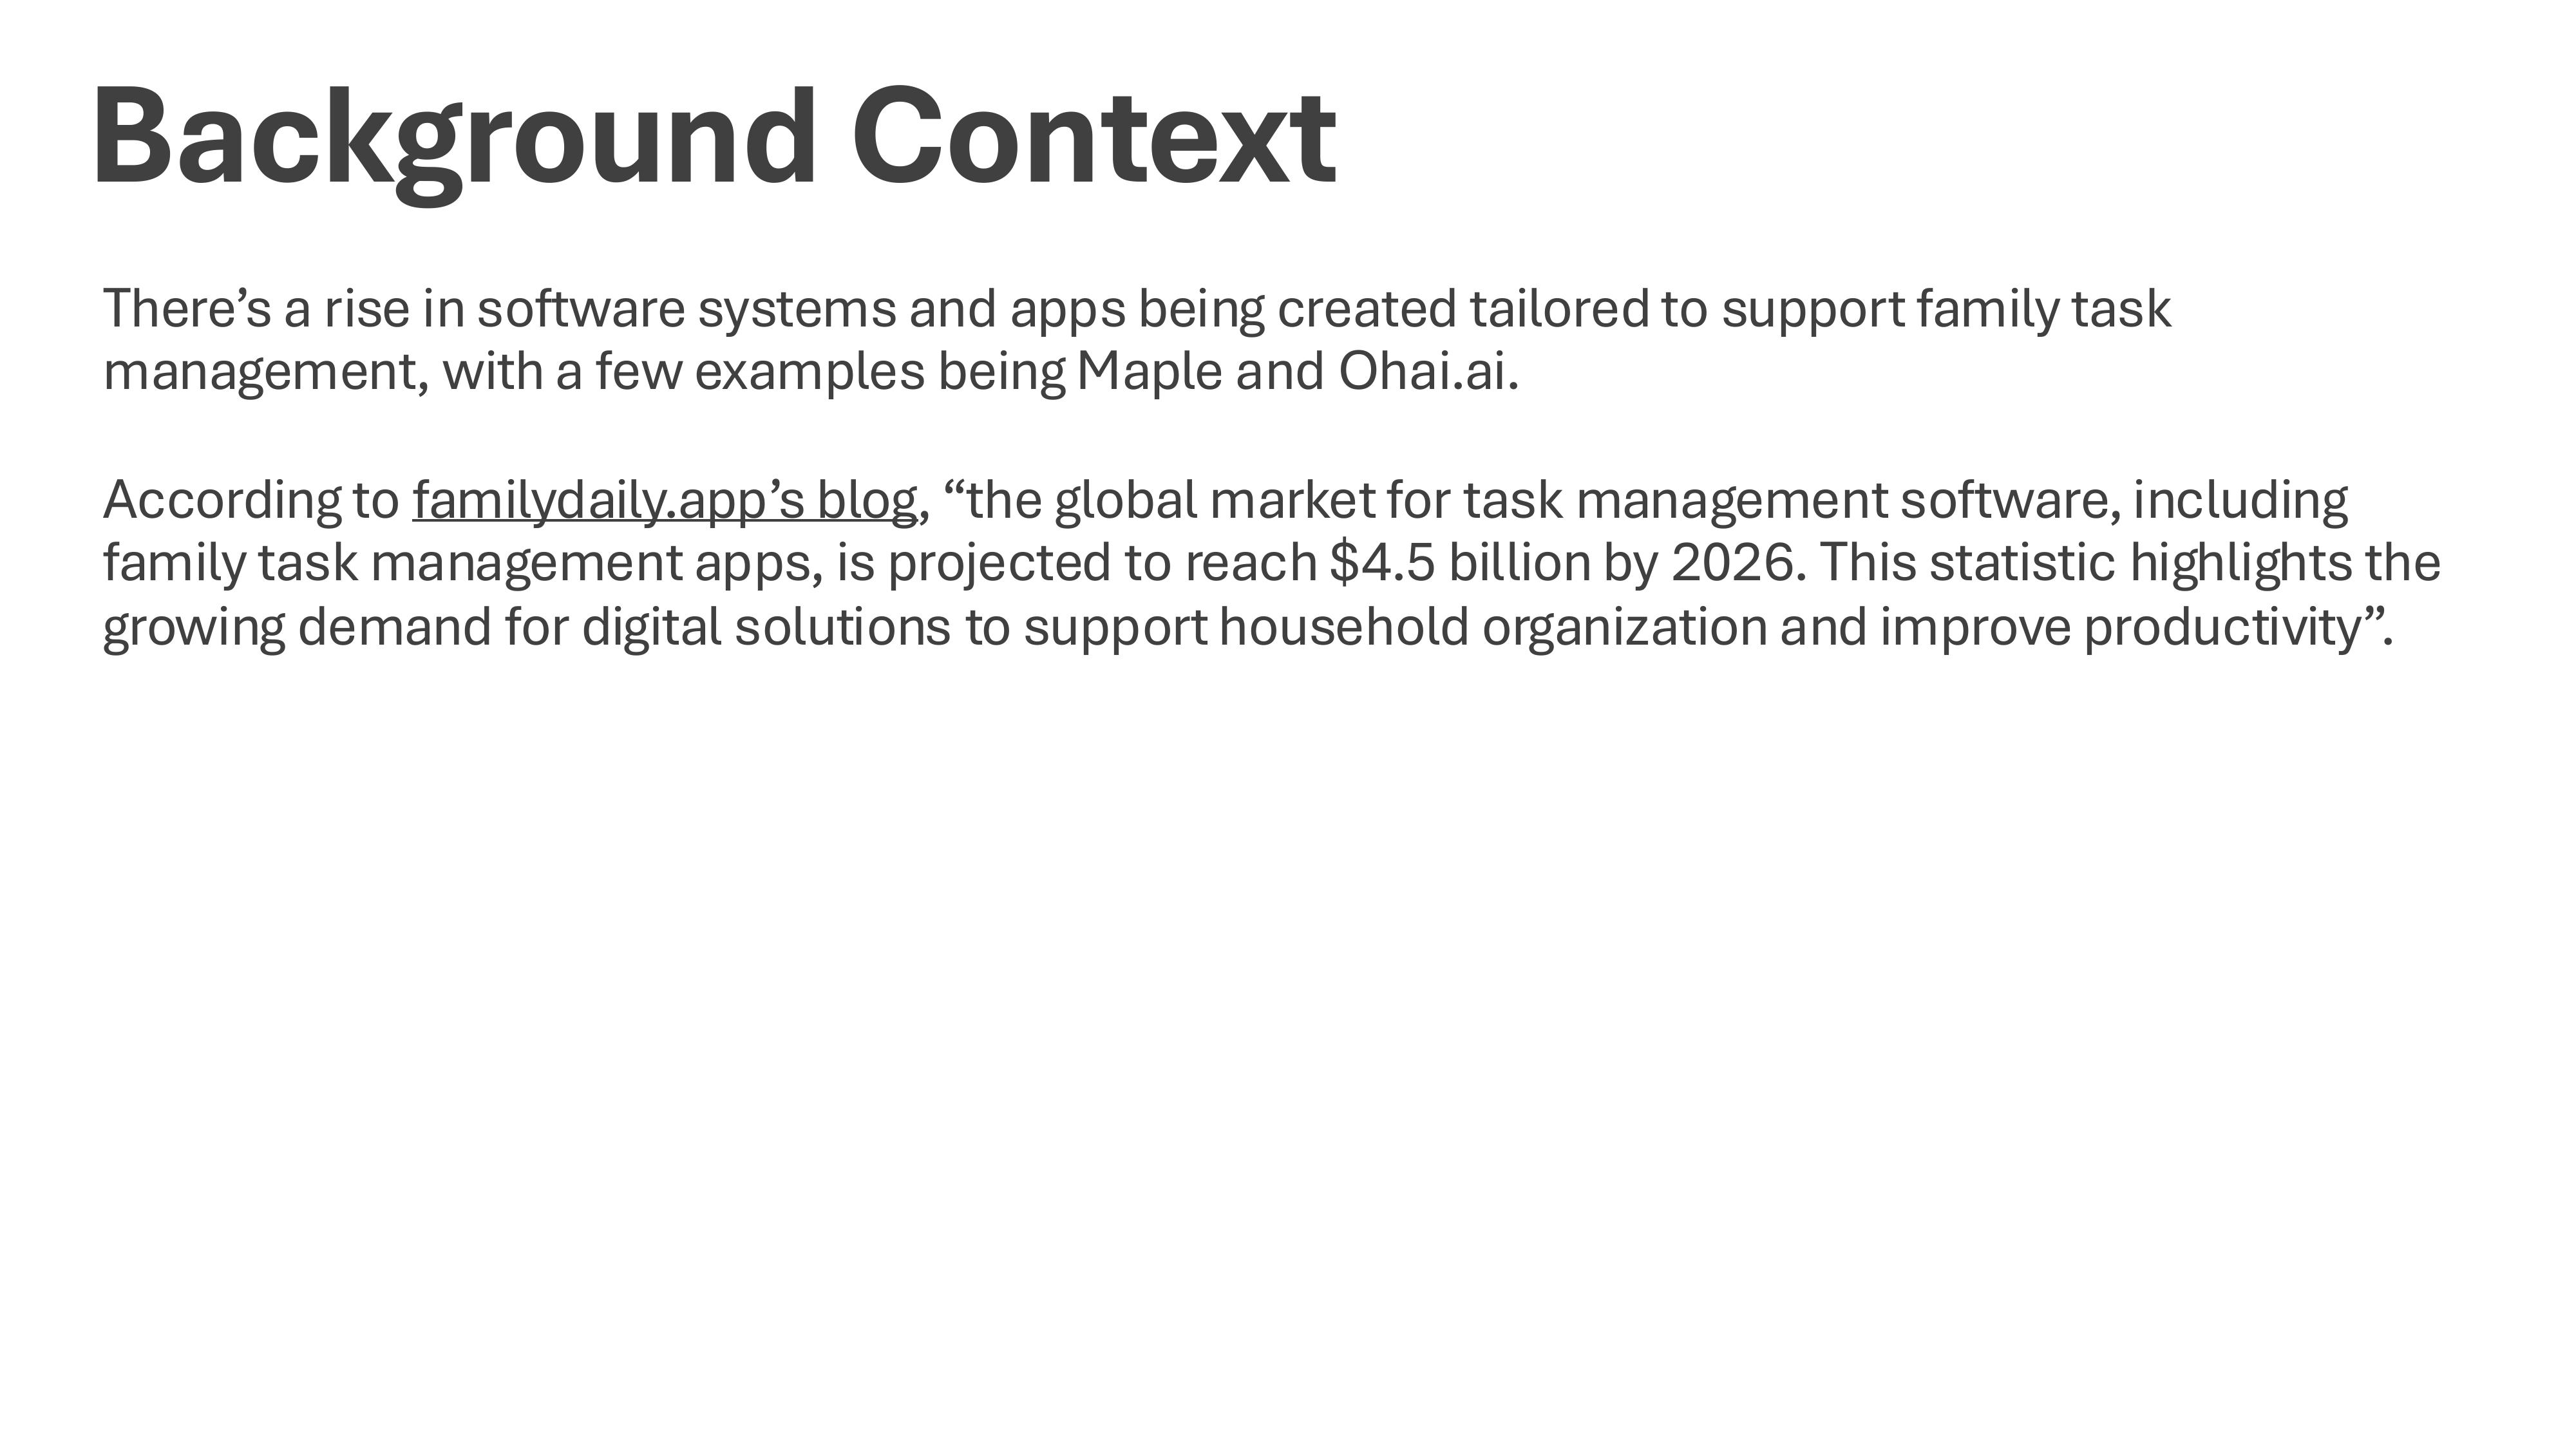 Background Context
There’s a rise in software systems and apps being created tailored to support family task
management, with a few examples being Maple and Ohai.ai.
According to familydaily.app’s blog, “the global market for task management software, including
family task management apps, is projected to reach $4.5 billion by 2026. This statistic highlights the
growing demand for digital solutions to support household organization and improve productivity”.